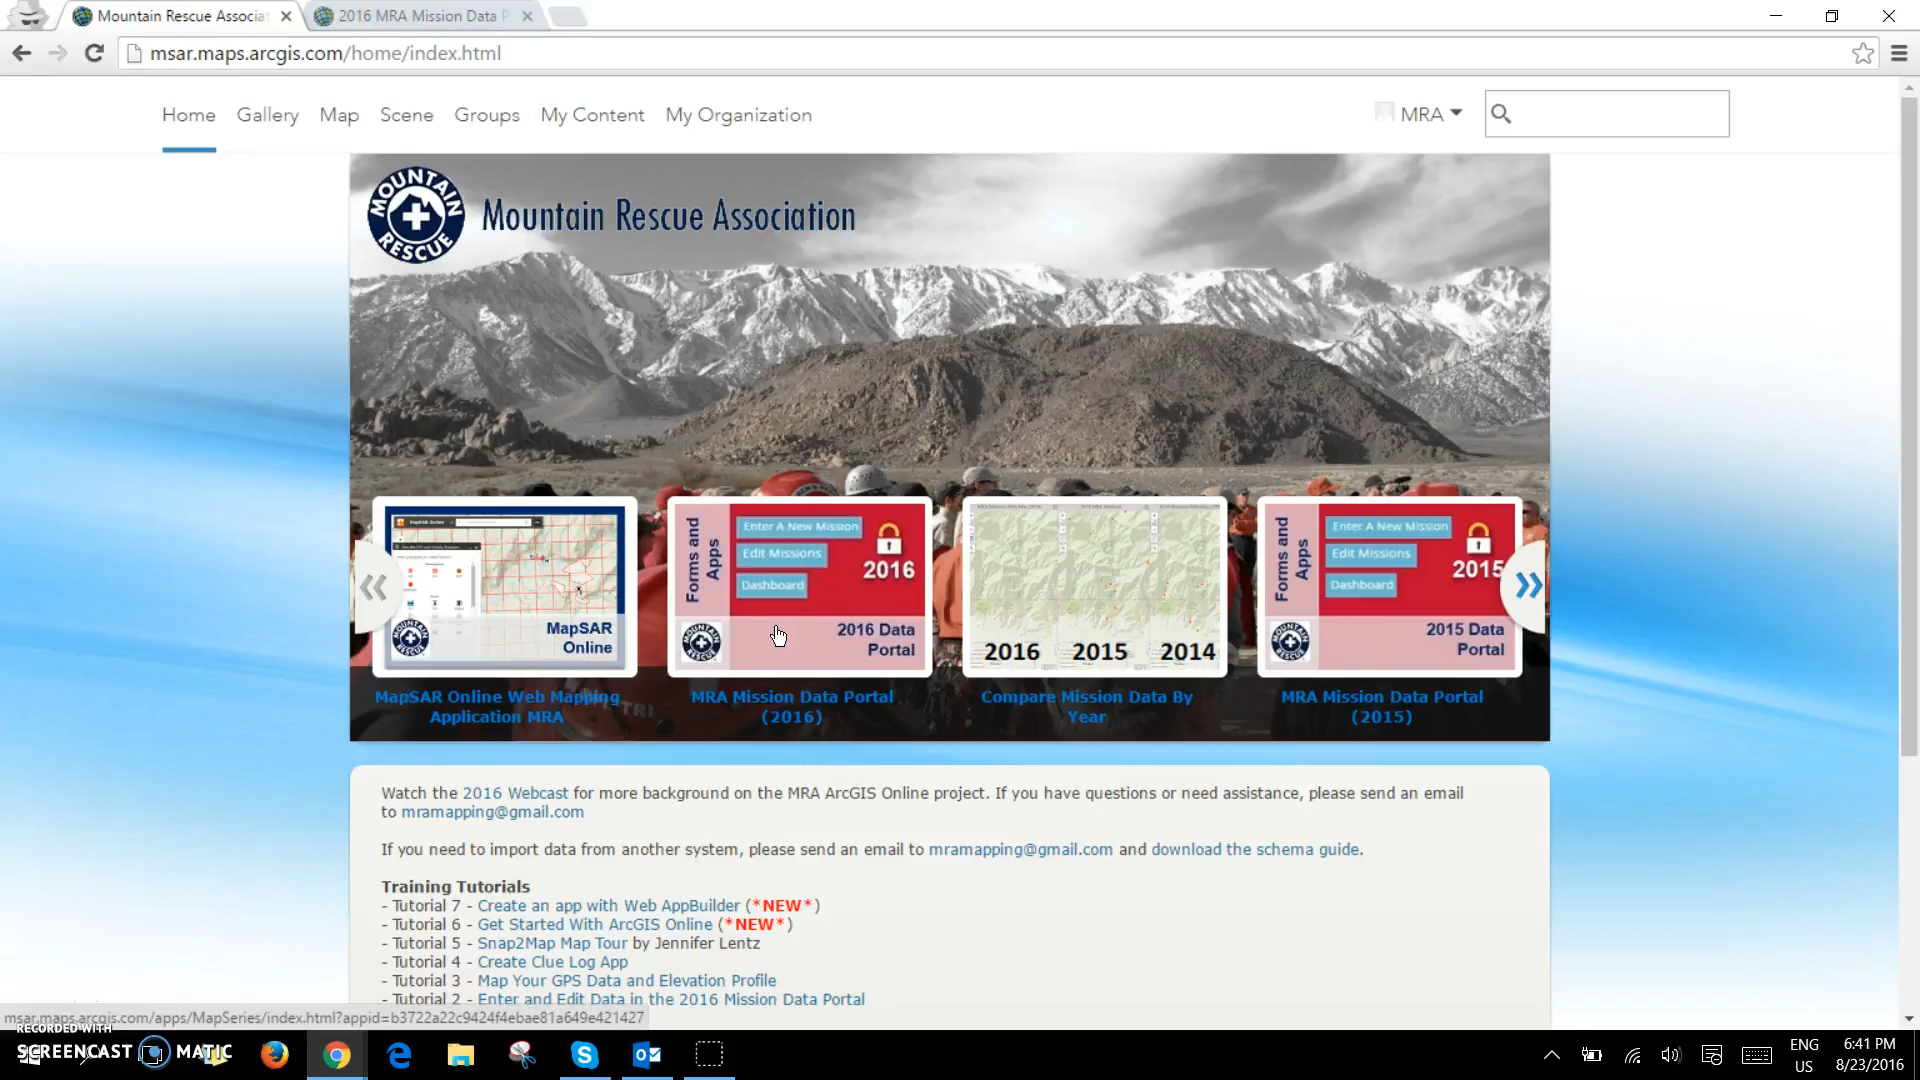 Mountain Rescue Associa
2016 MRA Mission Data P
msar.maps.arcgis.com/home/index.html
Home Gallery Map Scene Groups My Content My Organization MRA
MOUNTAIN RESCUE
Mountain Rescue Association
MapSAR Online
MapSAR
Online
Forms and
Apps
Enter A New Mission
Edit Missions
Dashboard
2016
2016 Data
Portal
2016 2015 2014
Forms and
Apps
Enter A New Mission
Edit Missions
Dashboard
2015
2015 Data
Portal
MapSAR Online Web Mapping
Application MRA
MRA Mission Data Portal
(2016)
Compare Mission Data By
Year
MRA Mission Data Portal
(2015)
Watch the 2016 Webcast for more background on the MRA ArcGIS Online project. If you have questions or need assistance, please send an email
to mramapping@gmail.com
If you need to import data from another system, please send an email to mramapping@gmail.com and download the schema guide.
Training Tutorials
- Tutorial 7 - Create an app with Web AppBuilder (*NEW*)
- Tutorial 6 - Get Started With ArcGIS Online (*NEW*)
- Tutorial 5 - Snap2Map Map Tour by Jennifer Lentz
- Tutorial 4 - Create Clue Log App
- Tutorial 3 - Map Your GPS Data and Elevation Profile
- Tutorial 2 - Enter and Edit Data in the 2016 Mission Data Portal
msar.maps.arcgis.com/apps/MapSeries/index.html?appid=b3722a22c9424f4ebae81a649e421427
RECORDED WITH
SCREENCAST MATIC
ENG
US
6:41 PM
8/23/2016